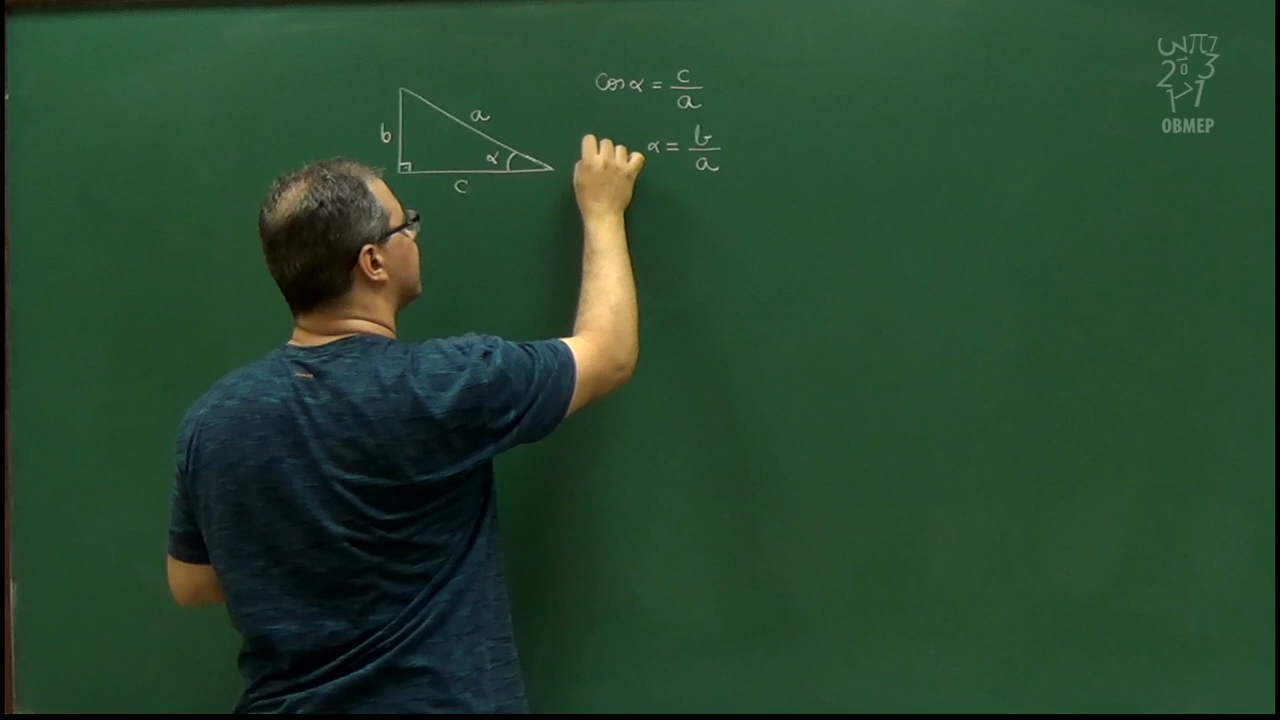 cos α = c/a
b
a
α
α = b/a
c
OBMEP